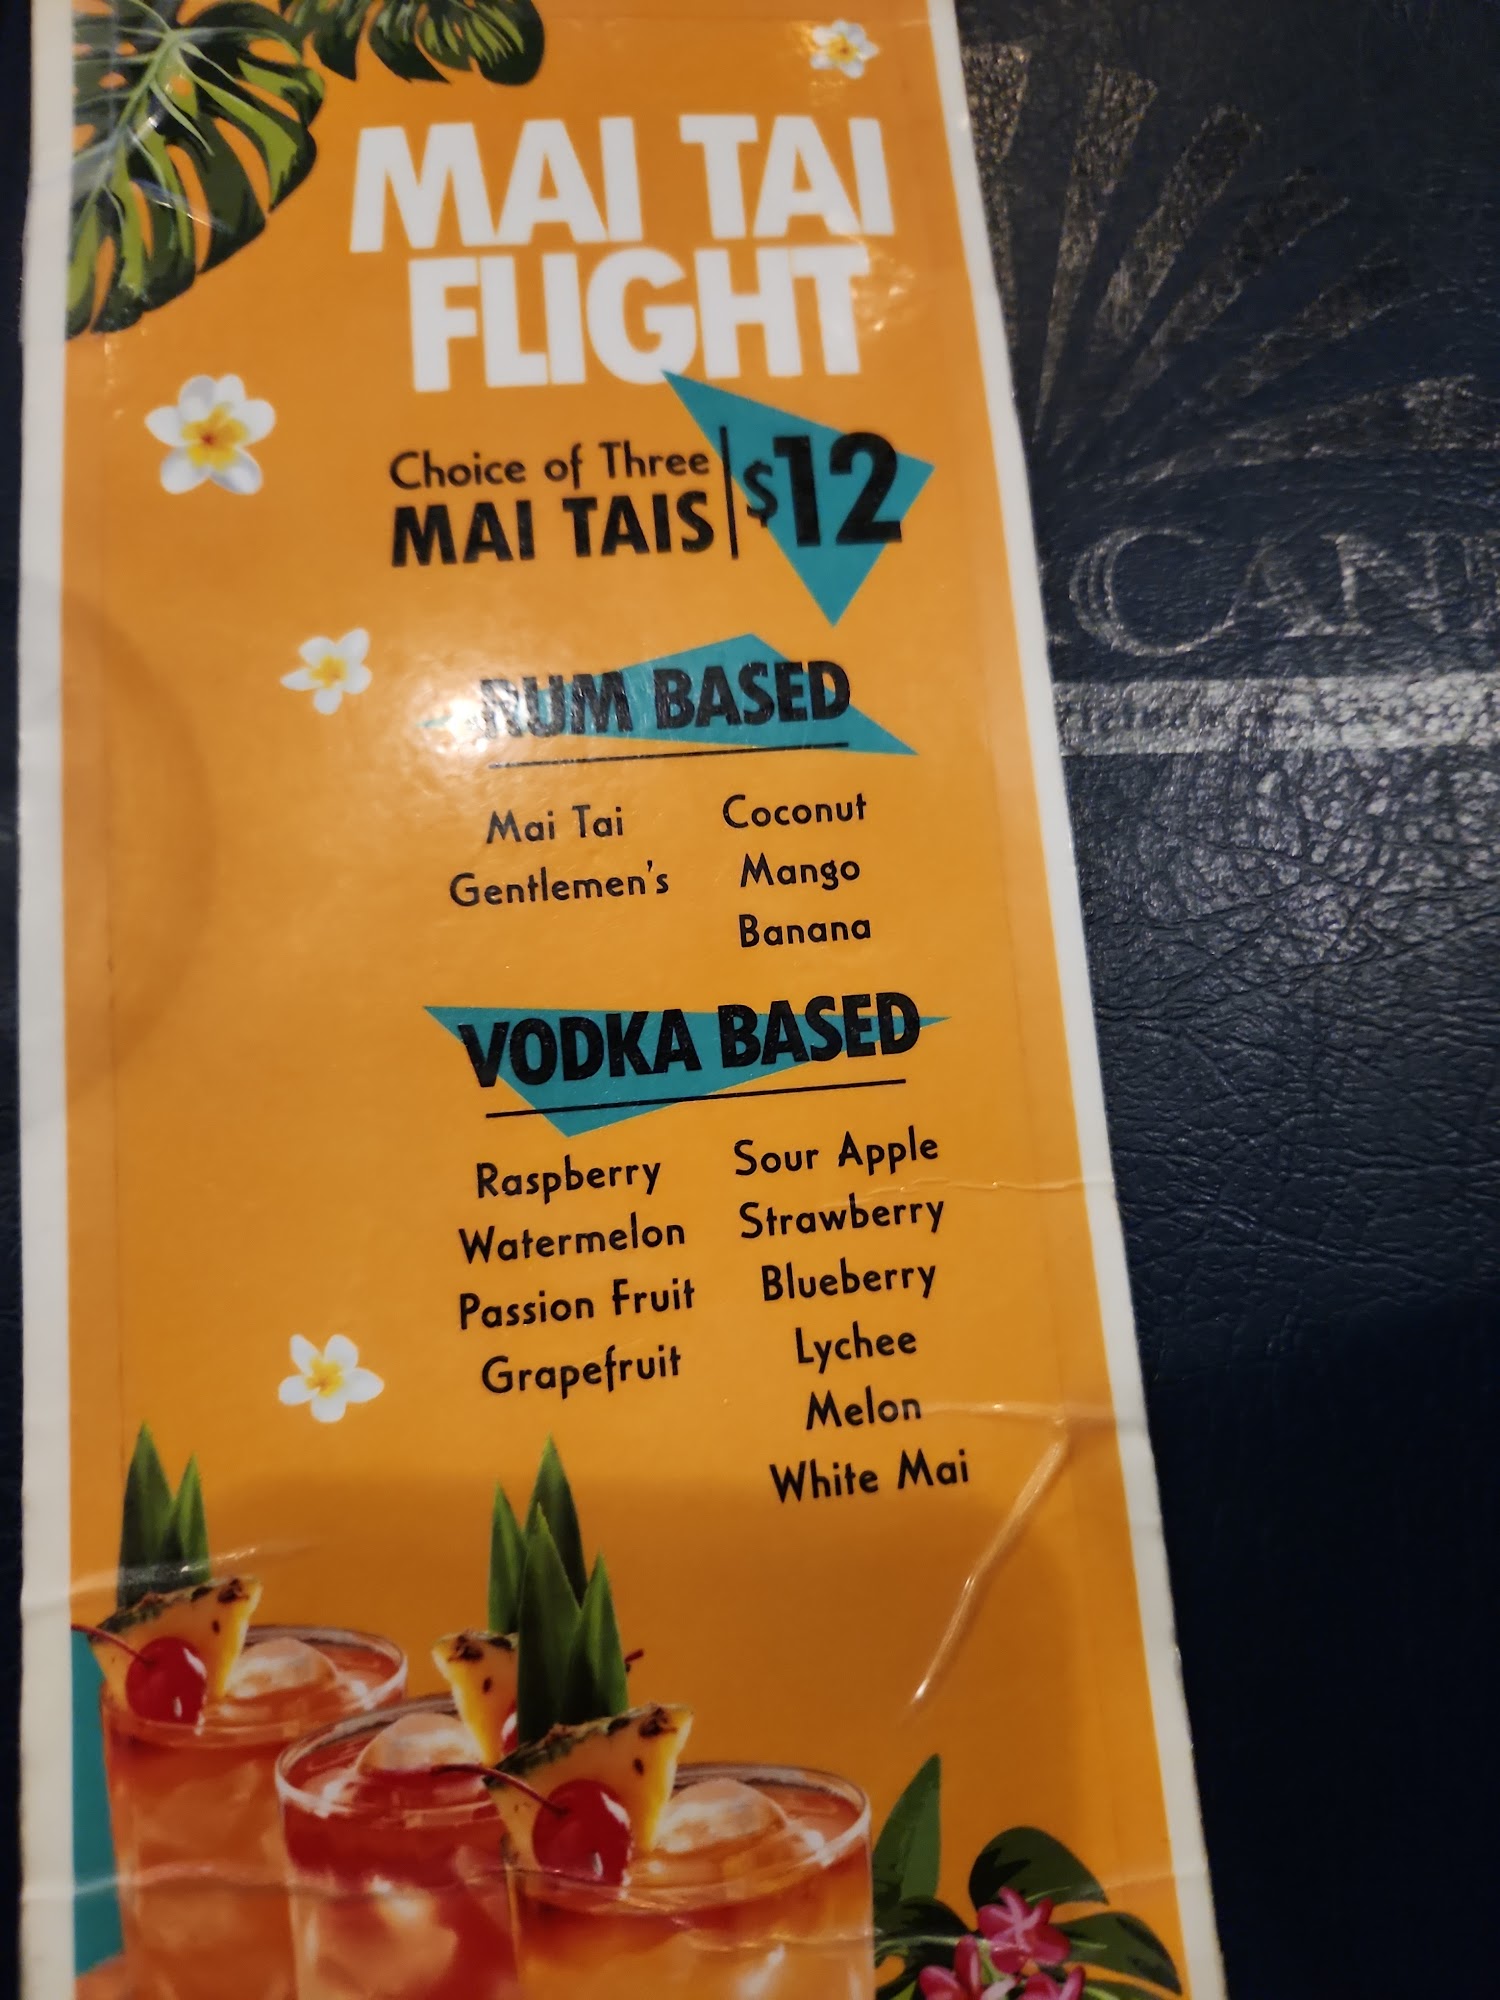 MAI TAI
FLIGHT
Choice of Three
MAI TAIS
$12
RUM BASED
Mai Tai
Gentlemen's
Coconut
Mango
Banana
VODKA BASED
Raspberry
Watermelon
Passion Fruit
Grapefruit
Sour Apple
Strawberry
Blueberry
Lychee
Melon
White Mai